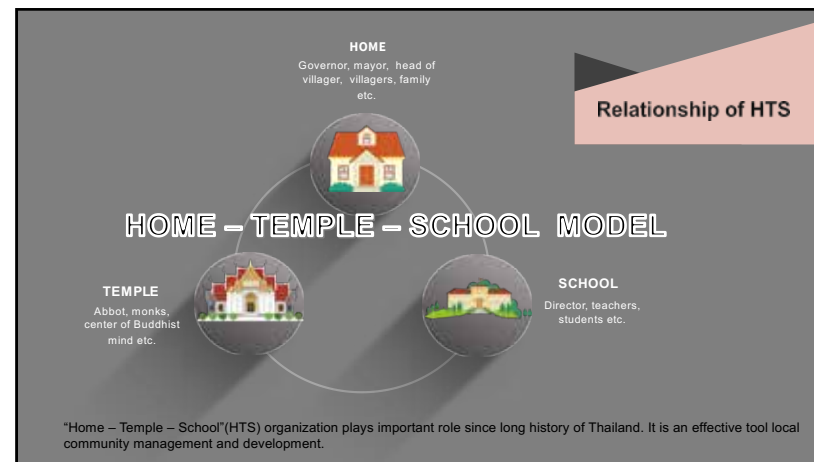 HOME
Governor, mayor, head of
villager, villagers, family
etc.
Relationship of HTS
HOME – TEMPLE – SCHOOL MODEL
TEMPLE
Abbot, monks,
center of Buddhist
mind etc.
SCHOOL
Director, teachers,
students etc.
“Home – Temple – School”(HTS) organization plays important role since long history of Thailand. It is an effective tool local
community management and development.